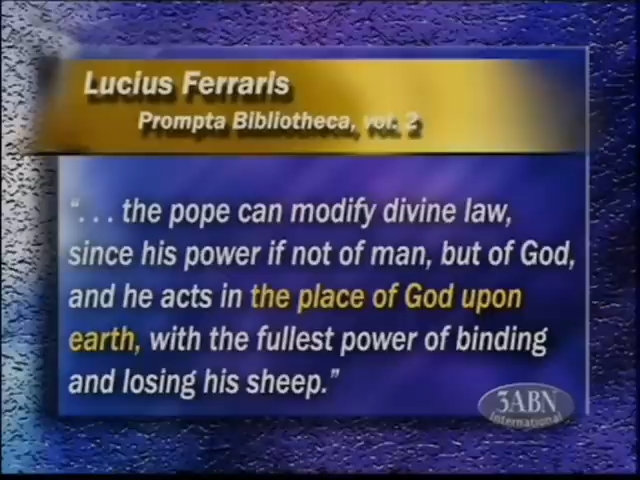 Lucius Ferraris
Prompta Bibliotheca, vol. 2
". . . the pope can modify divine law,
since his power if not of man, but of God,
and he acts in the place of God upon
earth, with the fullest power of binding
and losing his sheep."
3ABN
International